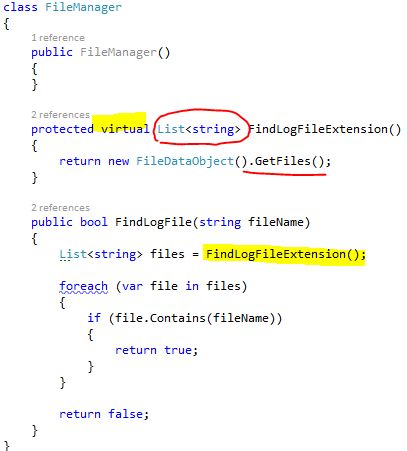 class FileManager
{
1 reference
public FileManager()
{
}
2 references
protected virtual List<string> FindLogFileExtension()
{
return new FileDataObject().GetFiles();
}
2 references
public bool FindLogFile(string fileName)
{
List<string> files = FindLogFileExtension();
foreach (var file in files)
{
if (file.Contains(fileName))
{
return true;
}
}
return false;
}
}